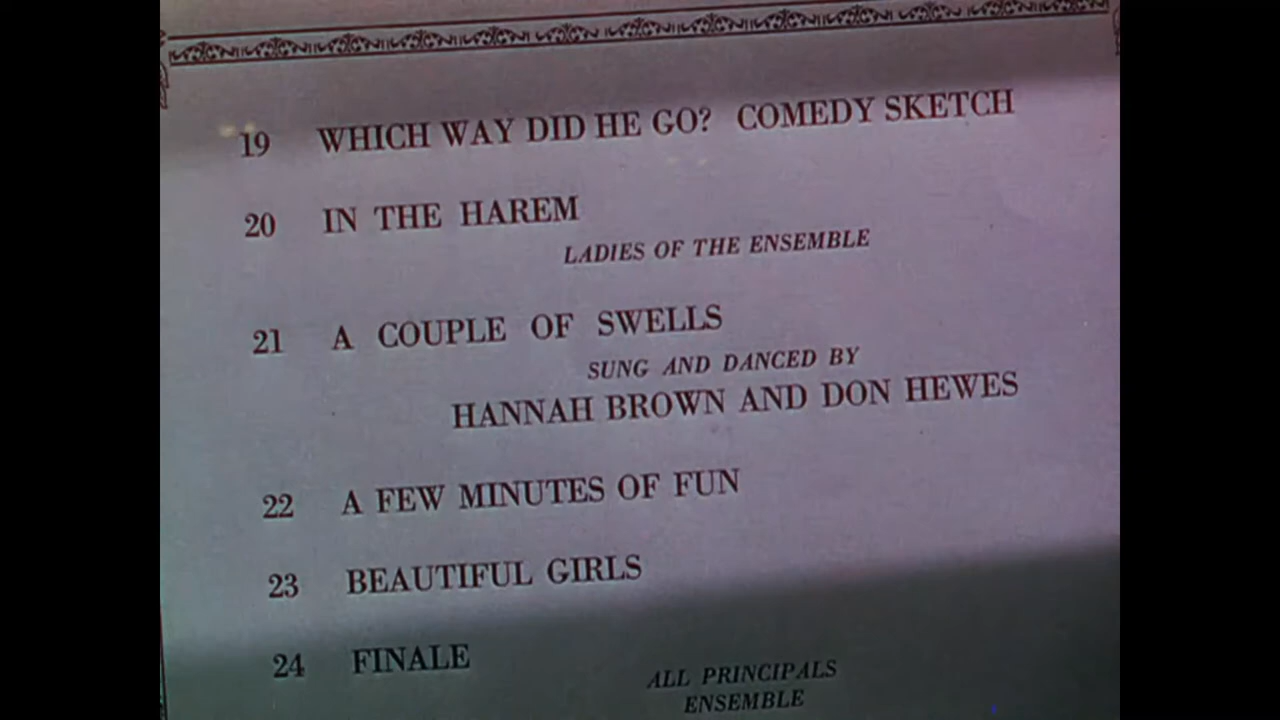 19 WHICH WAY DID HE GO? COMEDY SKETCH
20 IN THE HAREM
LADIES OF THE ENSEMBLE
21 A COUPLE OF SWELLS
SUNG AND DANCED BY
HANNAH BROWN AND DON HEWES
22 A FEW MINUTES OF FUN
23 BEAUTIFUL GIRLS
24 FINALE
ALL PRINCIPALS
ENSEMBLE